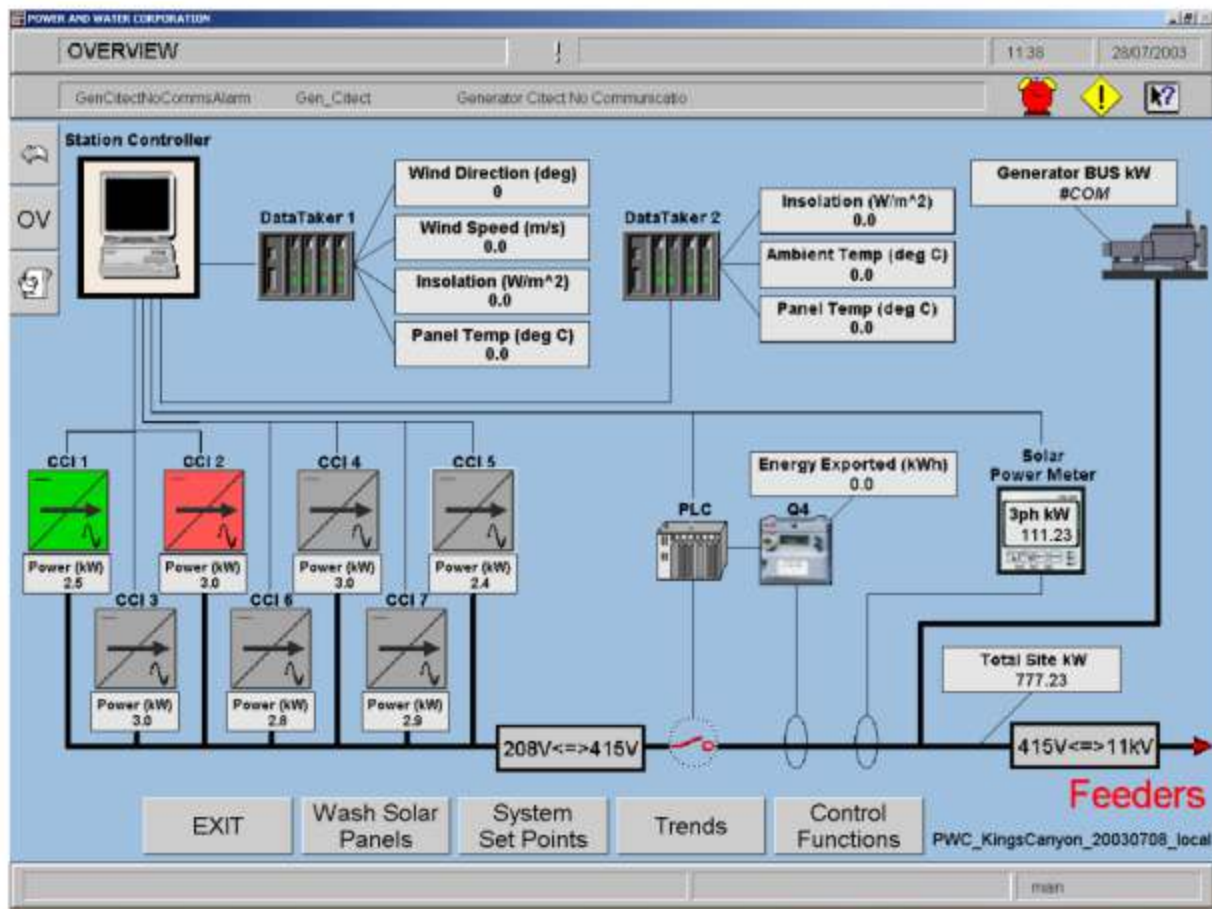 POWER AND WATER CORPORATION
OVERVIEW
11:38
28/07/2003
GenCitectNoCommsAlarm Gen_Citect Generator Citect No Communicatio
Station Controller
OV
DataTaker 1
Wind Direction (deg)
0
Wind Speed (m/s)
0.0
Insolation (W/m^2)
0.0
Panel Temp (deg C)
0.0
DataTaker 2
Insolation (W/m^2)
0.0
Ambient Temp (deg C)
0.0
Panel Temp (deg C)
0.0
Generator BUS kW
#COM
CCI 1
Power (kW)
2.5
CCI 2
Power (kW)
3.0
CCI 4
Power (kW)
3.0
CCI 5
Power (kW)
2.4
CCI 3
Power (kW)
3.0
CCI 6
Power (kW)
2.8
CCI 7
Power (kW)
2.9
PLC
Energy Exported (kWh)
0.0
Q4
Solar
Power Meter
3ph kW
111.23
Total Site kW
777.23
208V<=>415V
415V<=>11kV
Feeders
EXIT
Wash Solar
Panels
System
Set Points
Trends
Control
Functions
PWC_KingsCanyon_20030708_local
man